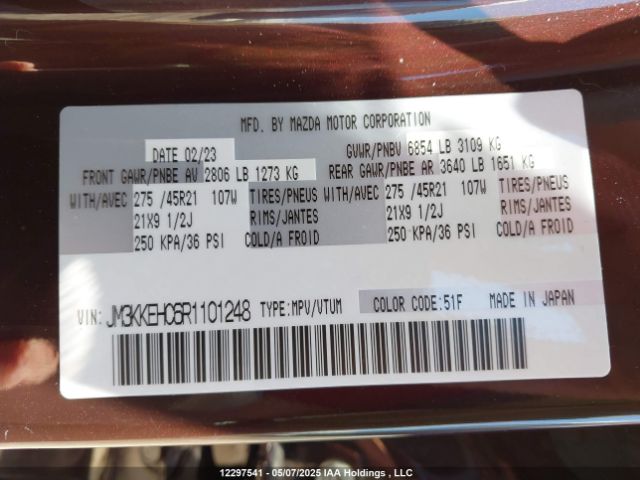 MFD. BY MAZDA MOTOR CORPORATION
DATE 02/23 GVWR/PNBV 6854 LB 3109 KG
FRONT GAWR/PNBE AV 2806 LB 1273 KG REAR GAWR/PNBE AR 3640 LB 1651 KG
WITH/AVEC 275 /45R21 107W TIRES/PNEUS WITH/AVEC 275 /45R21 107W TIRES/PNEUS
21X9 1/2J RIMS/JANTES 21X9 1/2J RIMS/JANTES
250 KPA/36 PSI COLD/A FROID 250 KPA/36 PSI COLD/A FROID
VIN: JM3KKEHC6R1101248 TYPE:MPV/VTUM COLOR CODE:51F MADE IN JAPAN
12297541 - 05/07/2025 IAA Holdings , LLC